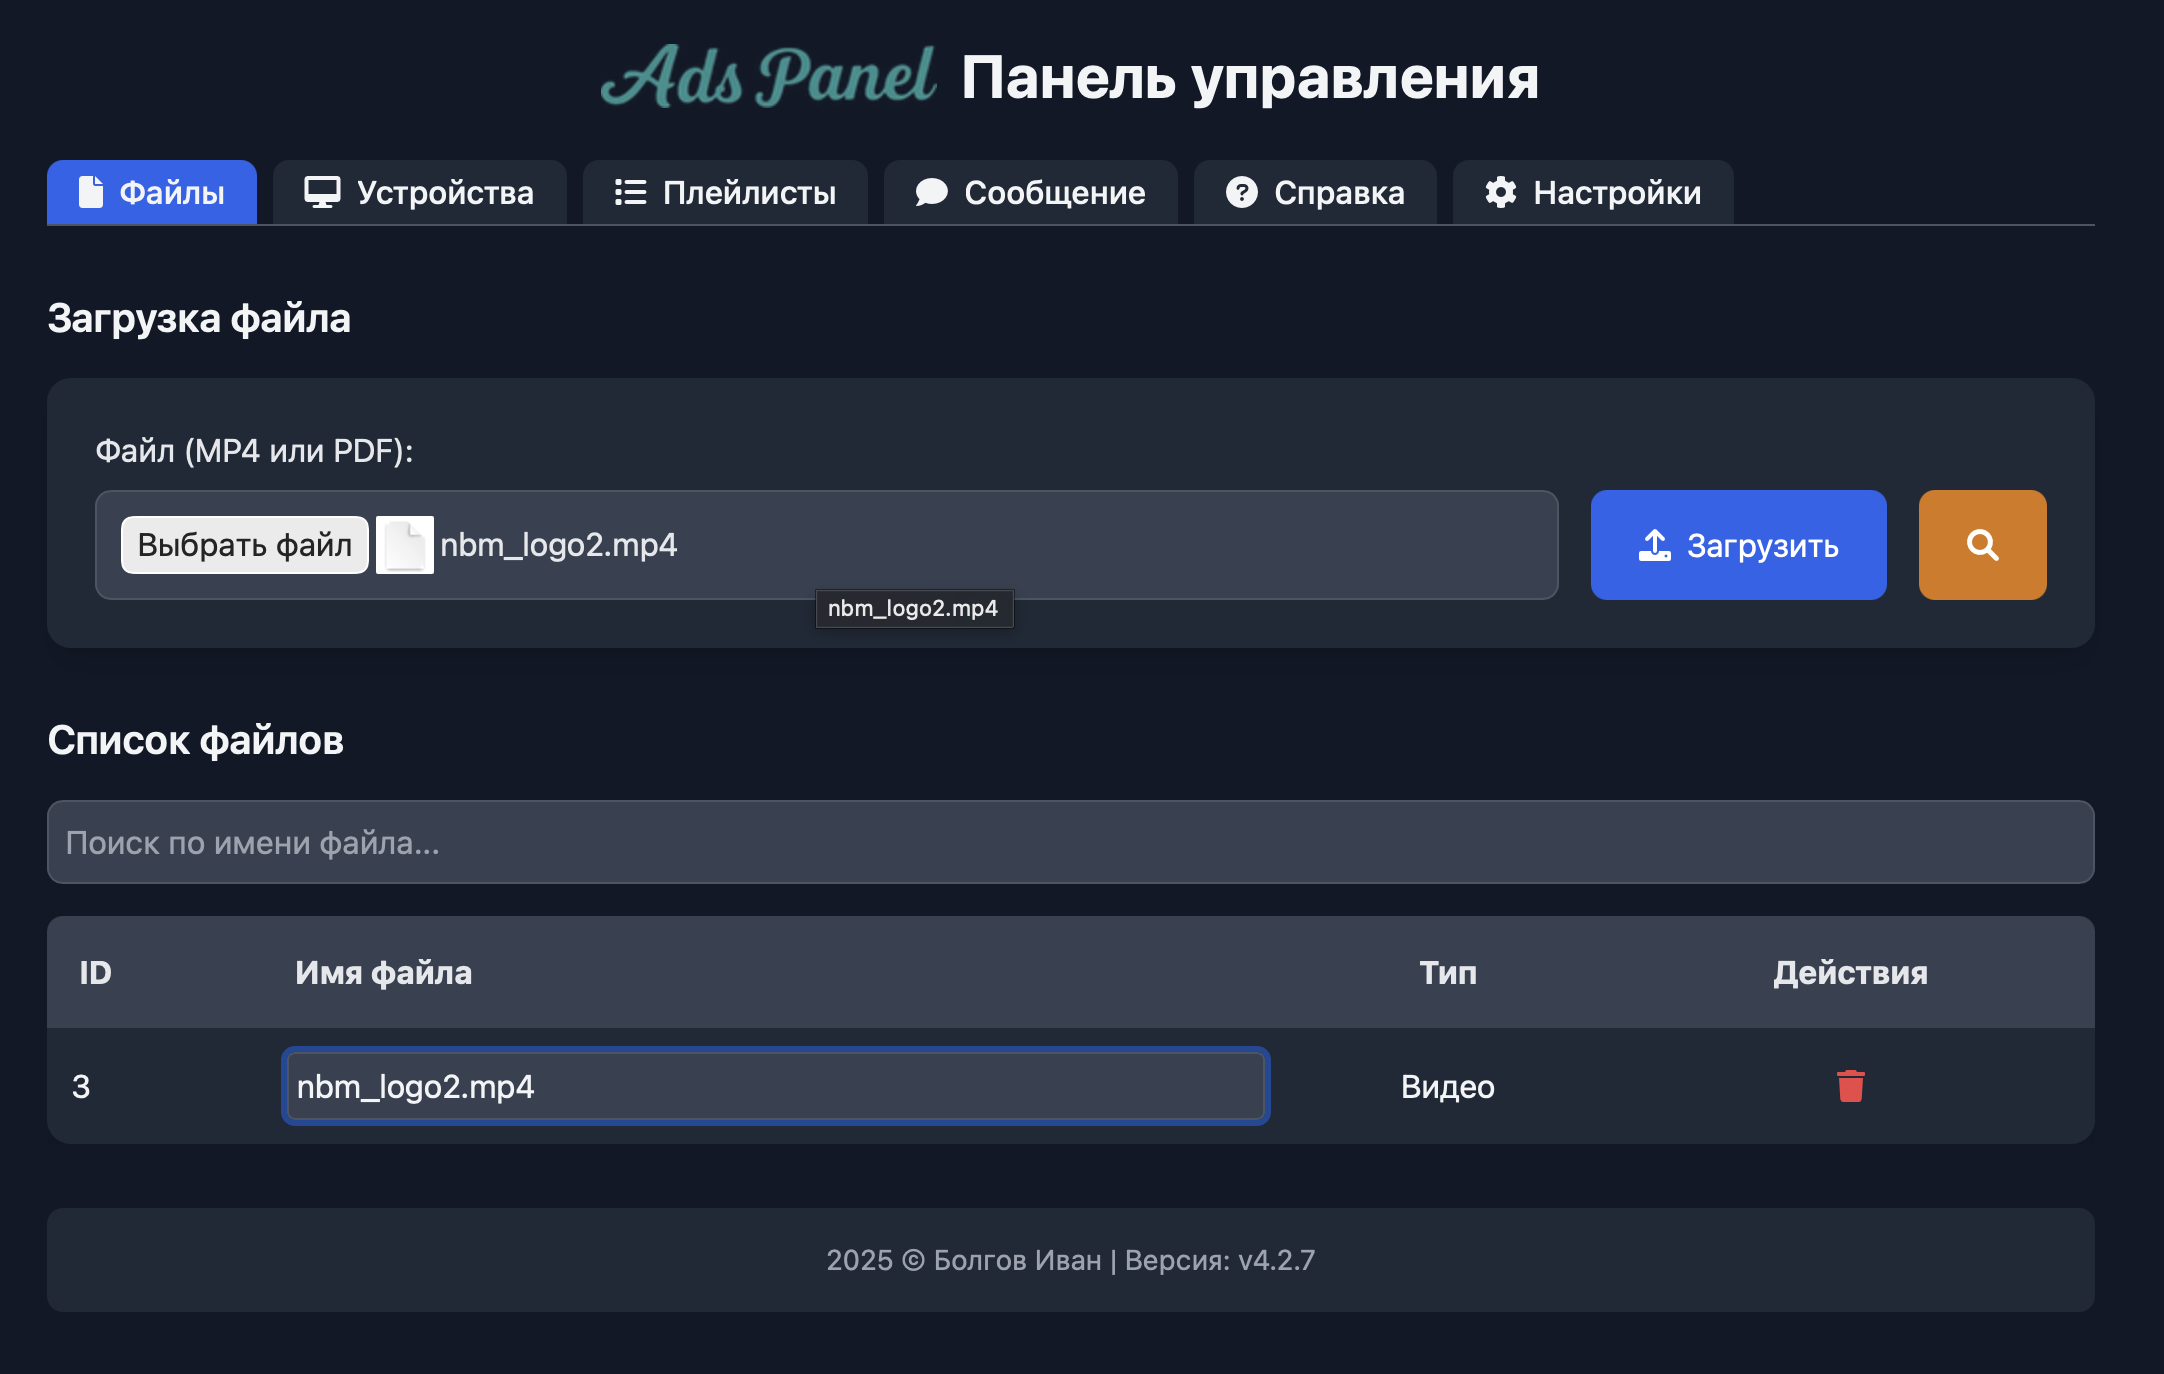 Ads Panel Панель управления
Файлы Устройства Плейлисты Сообщение Справка Настройки
Загрузка файла
Файл (MP4 или PDF):
Выбрать файл nbm_logo2.mp4 Загрузить
nbm_logo2.mp4
Список файлов
Поиск по имени файла...
ID Имя файла Тип Действия
3 nbm_logo2.mp4 Видео
2025 © Болгов Иван | Версия: v4.2.7